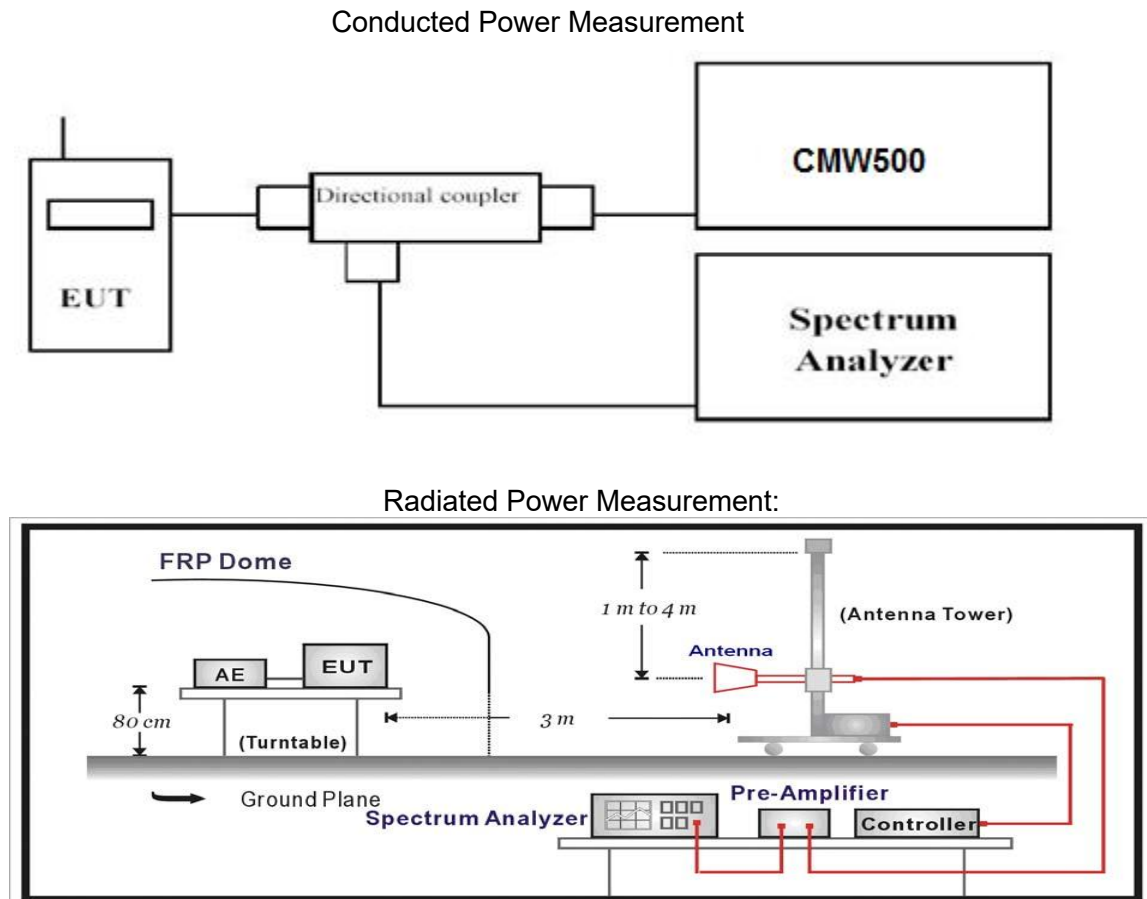 Conducted Power Measurement
CMW500
Directional coupler
EUT
Spectrum
Analyzer
Radiated Power Measurement:
FRP Dome
1 m to 4 m
(Antenna Tower)
Antenna
AE
EUT
80 cm
(Turntable)
3 m
Ground Plane
Spectrum Analyzer
Pre-Amplifier
Controller